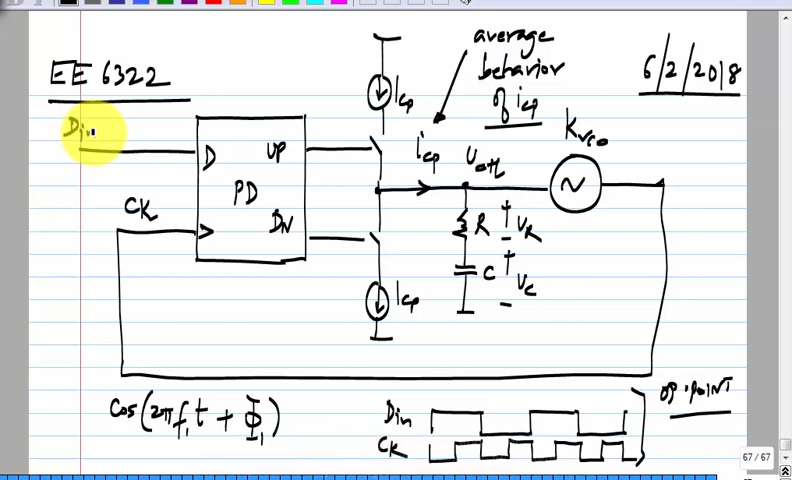 EE 6322
average
behavior
of icp
6/2/2018
Icp
Din
D
UP
PD
DN
CK
icp
Vctl
Kvco
R
VR
C
Vc
Icp
cos(2πf₁t + Φ₁)
Din
CK
OP. POINT
67 / 67